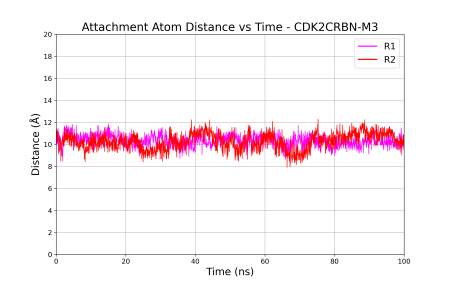 Attachment Atom Distance vs Time - CDK2CRBN-M3
R1
R2
Distance (Å)
20
18
16
14
12
10
8
6
4
2
0
0 20 40 60 80 100
Time (ns)